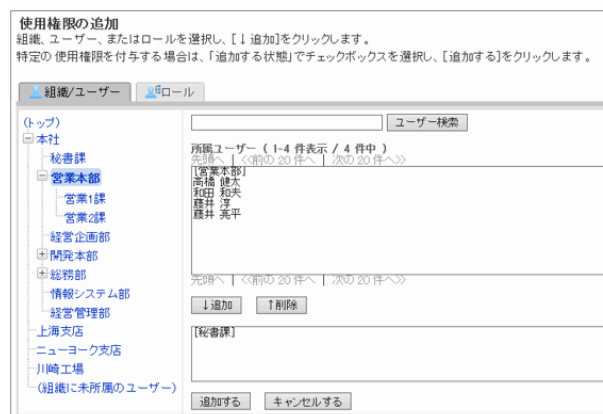 使用権限の追加
組織、ユーザー、またはロールを選択し、[↓追加]をクリックします。
特定の使用権限を付与する場合は、「追加する状態」でチェックボックスを選択し、[追加する]をクリックします。
組織/ユーザー
ロール
(トップ)
本社
秘書課
営業本部
営業1課
営業2課
経営企画部
開発本部
総務部
情報システム部
経営管理部
上海支店
ニューヨーク支店
川崎工場
(組織に未所属のユーザー)
ユーザー検索
所属ユーザー ( 1-4 件表示 / 4 件中 )
先頭へ | <<前の 20 件へ | 次の 20 件へ>>
[営業本部]
高橋 健太
和田 和夫
藤井 淳
藤井 亮平
先頭へ | <<前の 20 件へ | 次の 20 件へ>>
↓追加
↑削除
[秘書課]
追加する
キャンセルする